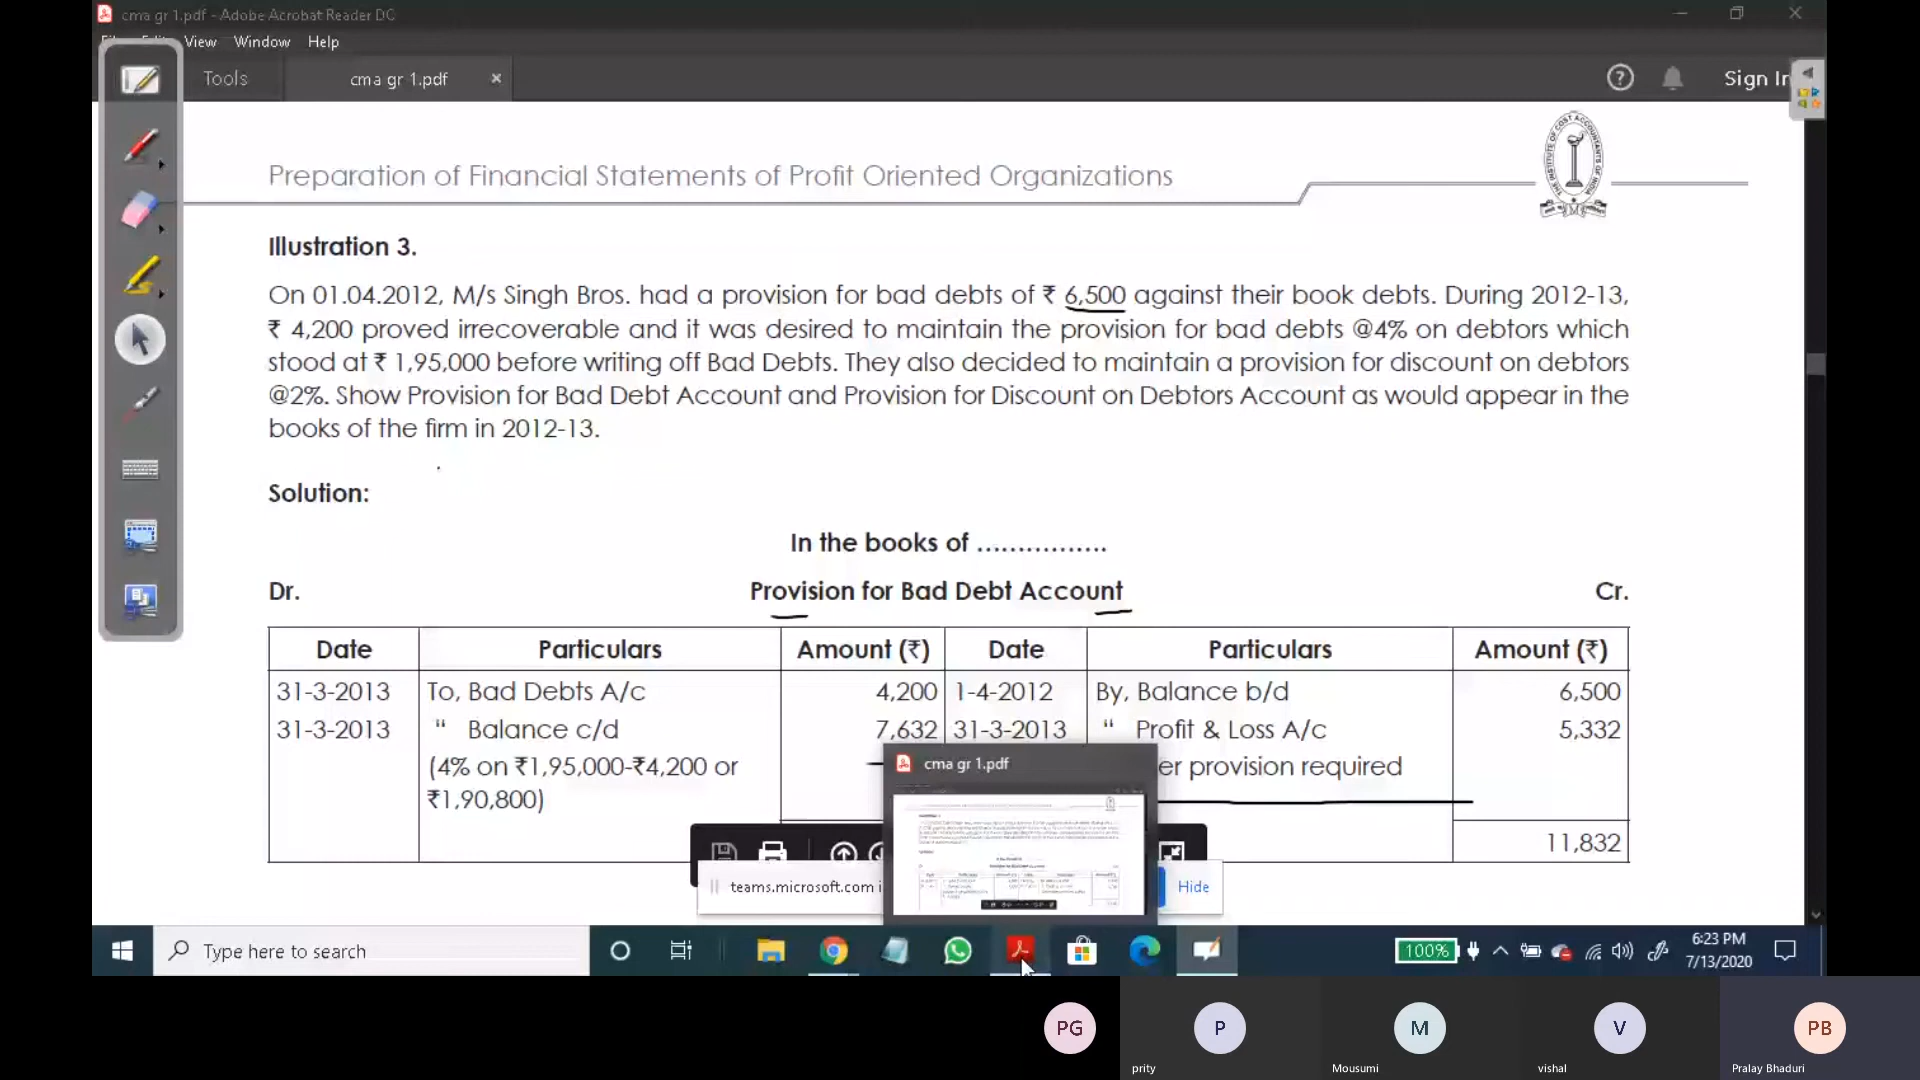 cma gr 1.pdf - Adobe Acrobat Reader DC
View Window Help
Tools cma gr 1.pdf × ? Sign In
Preparation of Financial Statements of Profit Oriented Organizations
THE INSTITUTE OF COST ACCOUNTANTS OF INDIA
Illustration 3.
On 01.04.2012, M/s Singh Bros. had a provision for bad debts of ₹ 6,500 against their book debts. During 2012-13,
₹ 4,200 proved irrecoverable and it was desired to maintain the provision for bad debts @4% on debtors which
stood at ₹ 1,95,000 before writing off Bad Debts. They also decided to maintain a provision for discount on debtors
@2%. Show Provision for Bad Debt Account and Provision for Discount on Debtors Account as would appear in the
books of the firm in 2012-13.
Solution:
In the books of ................
Dr. Provision for Bad Debt Account Cr.
Date Particulars Amount (₹) Date Particulars Amount (₹)
31-3-2013 To, Bad Debts A/c 4,200 1-4-2012 By, Balance b/d 6,500
31-3-2013 “ Balance c/d 7,632 31-3-2013 “ Profit & Loss A/c 5,332
(4% on ₹1,95,000-₹4,200 or er provision required
₹1,90,800)
11,832
cma gr 1.pdf
teams.microsoft.com i Hide
Type here to search 100% 6:23 PM
7/13/2020
PG P M V PB
prity Mousumi vishal Pralay Bhaduri